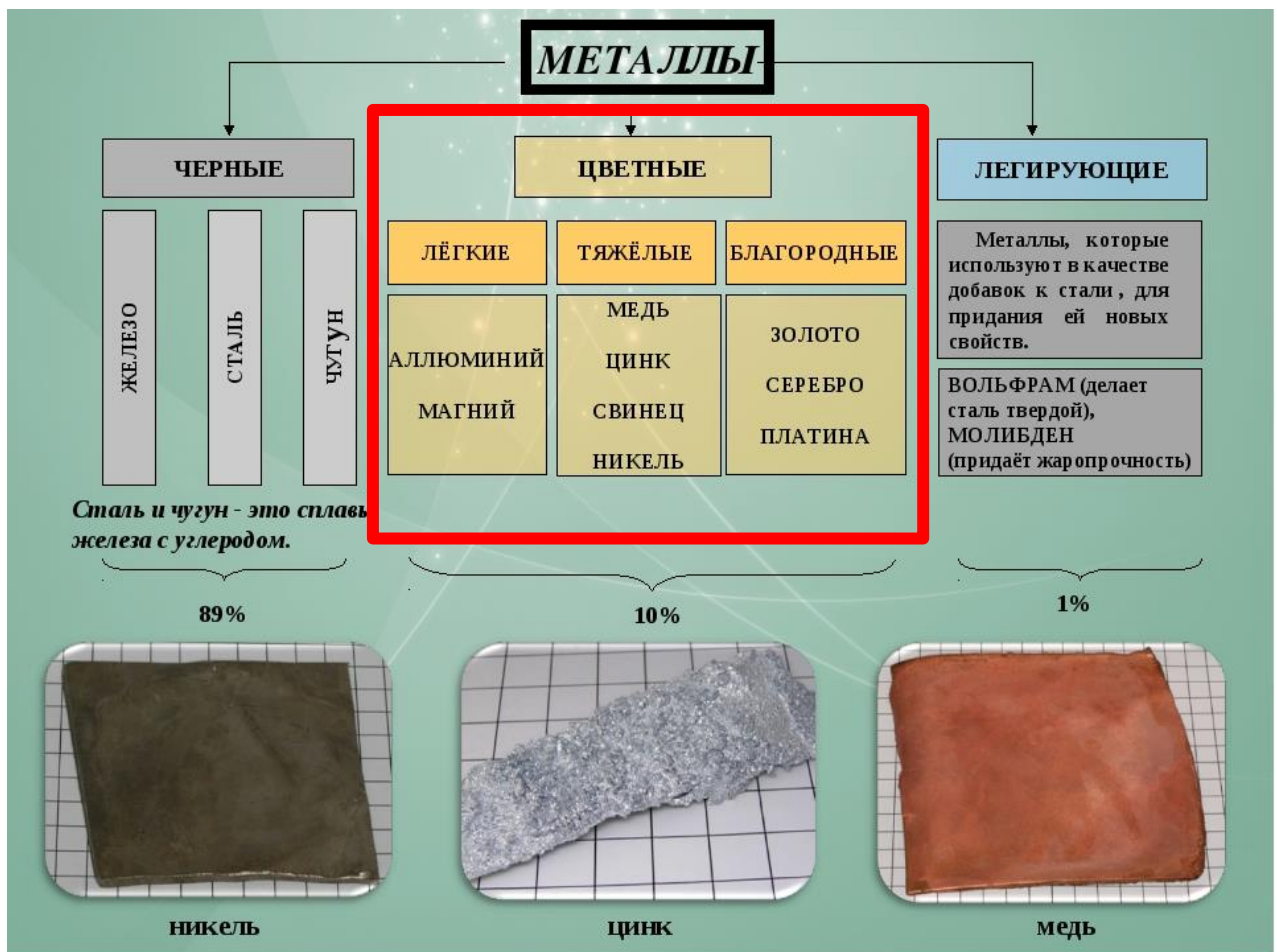 МЕТАЛЛЫ
ЧЕРНЫЕ
ЦВЕТНЫЕ
ЛЕГИРУЮЩИЕ
ЖЕЛЕЗО
СТАЛЬ
ЧУГУН
ЛЁГКИЕ
ТЯЖЁЛЫЕ
БЛАГОРОДНЫЕ
АЛЛЮМИНИЙ
МАГНИЙ
МЕДЬ
ЦИНК
СВИНЕЦ
НИКЕЛЬ
ЗОЛОТО
СЕРЕБРО
ПЛАТИНА
Металлы, которые
используют в качестве
добавок к стали , для
придания ей новых
свойств.
ВОЛЬФРАМ (делает
сталь твердой),
МОЛИБДЕН
(придаёт жаропрочность)
Сталь и чугун - это сплавы
железа с углеродом.
89%
10%
1%
никель
цинк
медь